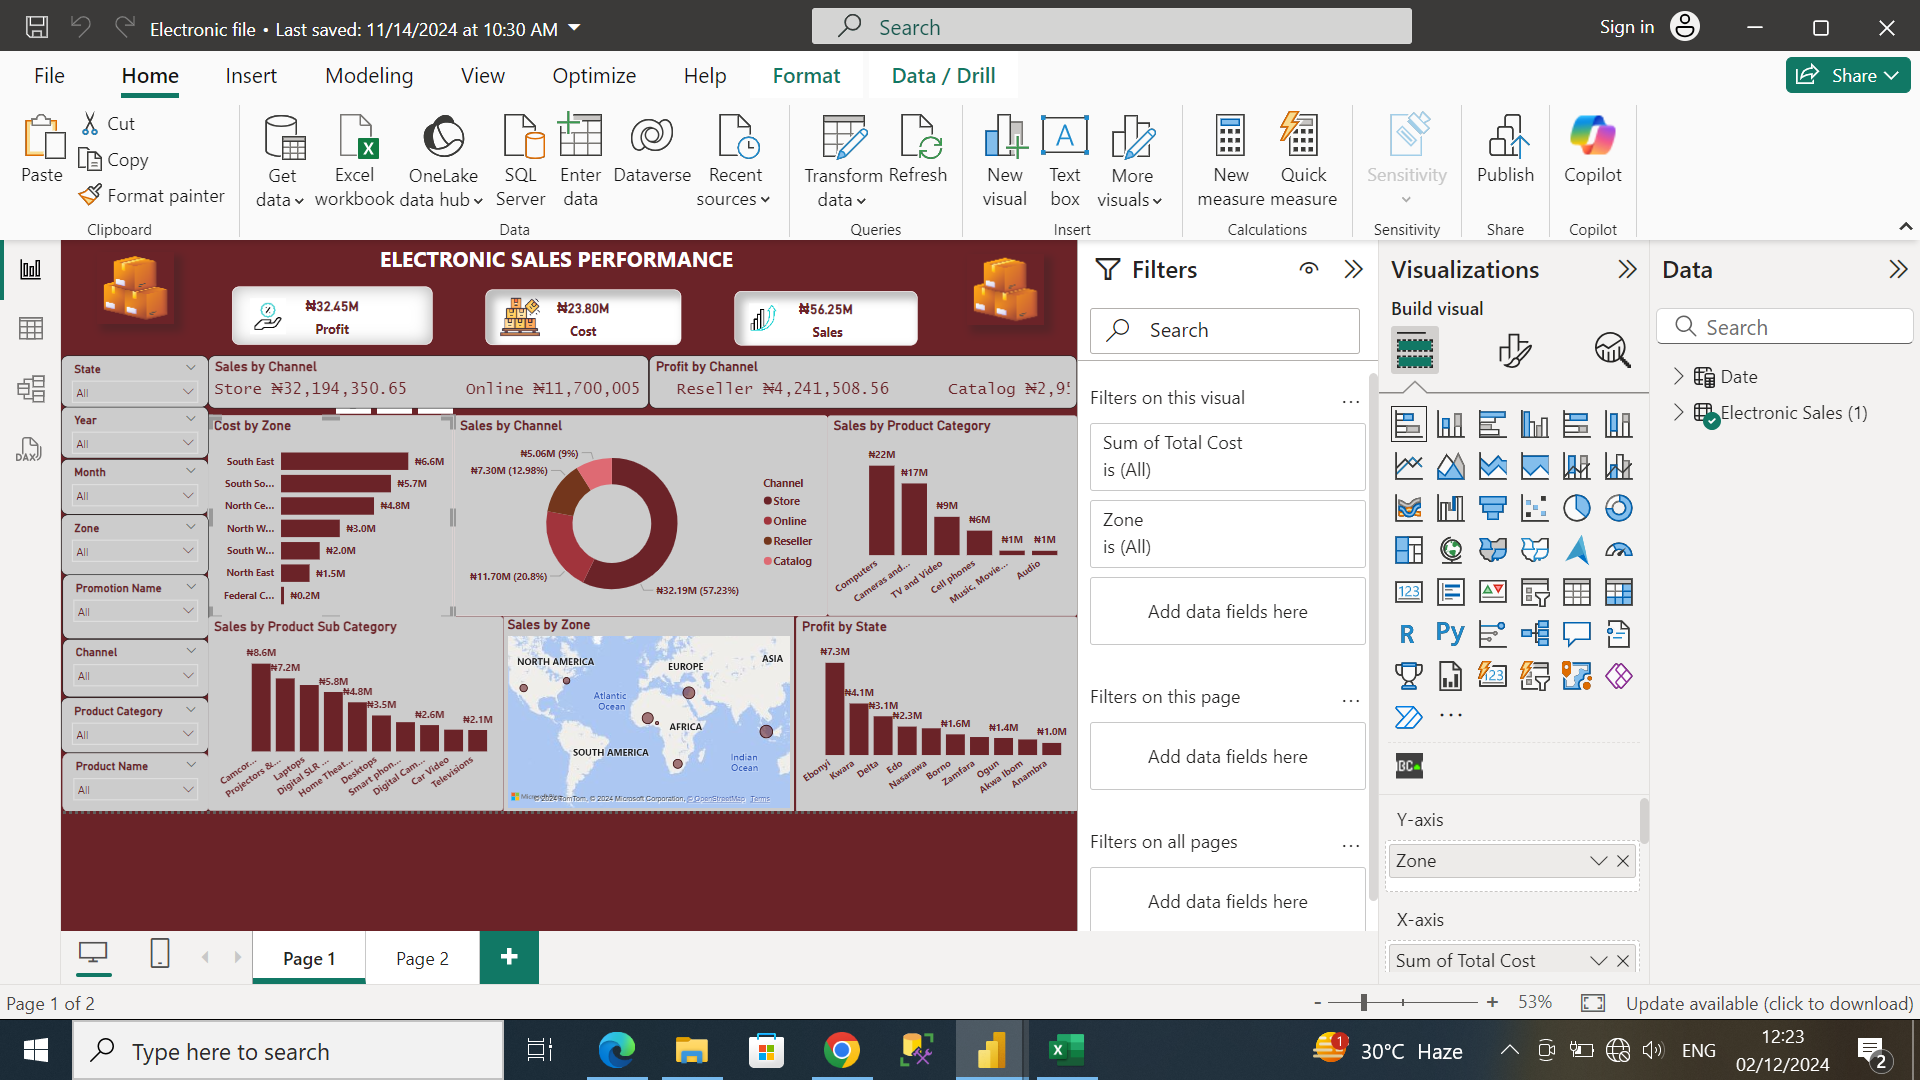 Electronic file • Last saved: 11/14/2024 at 10:30 AM
Search
Sign in
File
Home
Insert
Modeling
View
Optimize
Help
Format
Data / Drill
Share
Paste
Cut
Copy
Format painter
Clipboard
Get data
Excel workbook
OneLake data hub
SQL Server
Enter data
Dataverse
Recent sources
Data
Transform data
Refresh
Queries
New visual
Text box
More visuals
Insert
New measure
Quick measure
Calculations
Sensitivity
Sensitivity
Publish
Share
Copilot
Copilot
ELECTRONIC SALES PERFORMANCE
₦32.45M
Profit
₦23.80M
Cost
₦56.25M
Sales
State
All
Year
All
Month
All
Zone
All
Promotion Name
All
Channel
All
Product Category
All
Product Name
All
Sales by Channel
Store ₦32,194,350.65 Online ₦11,700,005
Profit by Channel
Reseller ₦4,241,508.56 Catalog ₦2,95
Cost by Zone
South East ₦6.6M
South So... ₦5.7M
North Ce... ₦4.8M
North W... ₦3.0M
South W... ₦2.0M
North East ₦1.5M
Federal C... ₦0.2M
Sales by Channel
₦5.06M (9%)
₦7.30M (12.98%)
₦11.70M (20.8%)
₦32.19M (57.23%)
Channel
Store
Online
Reseller
Catalog
Sales by Product Category
₦22M
₦17M
₦9M
₦6M
₦1M
₦1M
Computers
Cameras and...
TV and Video
Cell phones
Music, Movie...
Audio
Sales by Product Sub Category
₦8.6M
₦7.2M
₦5.8M
₦4.8M
₦3.5M
₦2.6M
₦2.1M
Camcor...
Projectors &...
Laptops
Digital SLR ...
Home Theat...
Desktops
Smart phon...
Digital Cam...
Car Video
Televisions
Sales by Zone
NORTH AMERICA
EUROPE
ASIA
Atlantic Ocean
AFRICA
SOUTH AMERICA
Indian Ocean
© 2024 TomTom, © 2024 Microsoft Corporation, © OpenStreetMap Terms
Profit by State
₦7.3M
₦4.1M
₦3.1M
₦2.3M
₦1.6M
₦1.4M
₦1.0M
Ebonyi
Kwara
Delta
Edo
Nasarawa
Borno
Zamfara
Ogun
Akwa Ibom
Anambra
Filters
Search
Filters on this visual ...
Sum of Total Cost
is (All)
Zone
is (All)
Add data fields here
Filters on this page ...
Add data fields here
Filters on all pages ...
Add data fields here
Visualizations
Build visual
123
R
Py
123
...
BC
Y-axis
Zone
X-axis
Sum of Total Cost
Data
Search
Date
Electronic Sales (1)
DAX
Page 1
Page 2
+
Page 1 of 2
- + 53%
Update available (click to download)
Type here to search
1
30°C Haze
ENG
12:23
02/12/2024
2